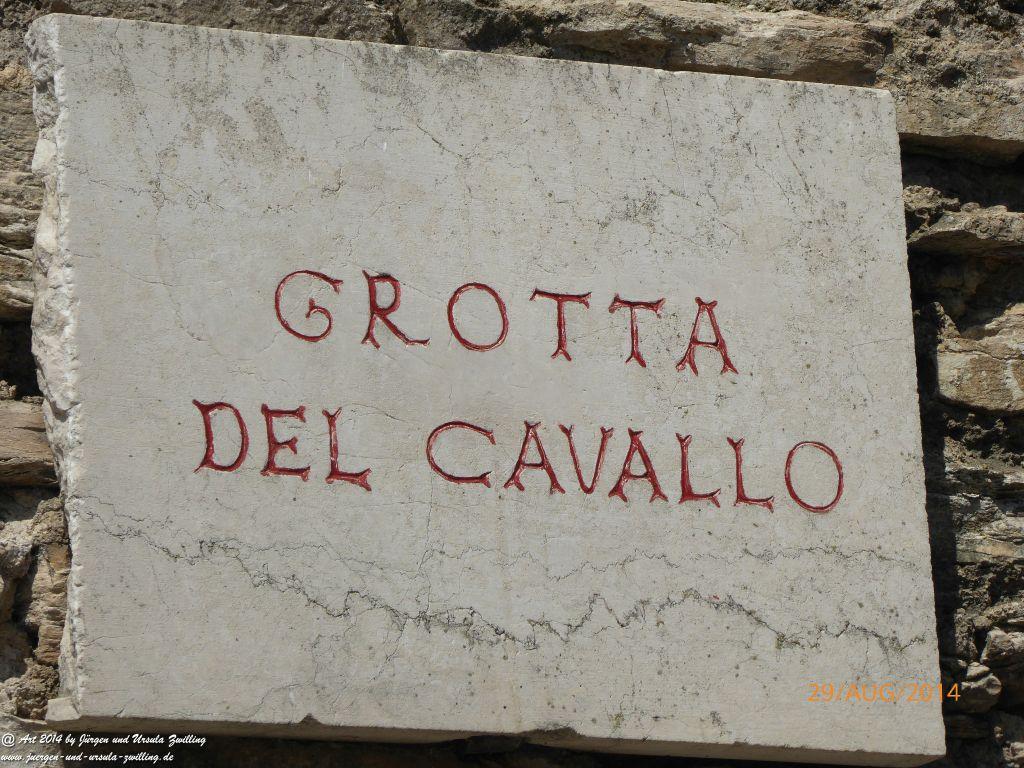 GROTTA
DEL CAVALLO
29/AUG/2014
@ Art 2014 by Jürgen und Ursula Zwilling
www.juergen-und-ursula-zwilling.de